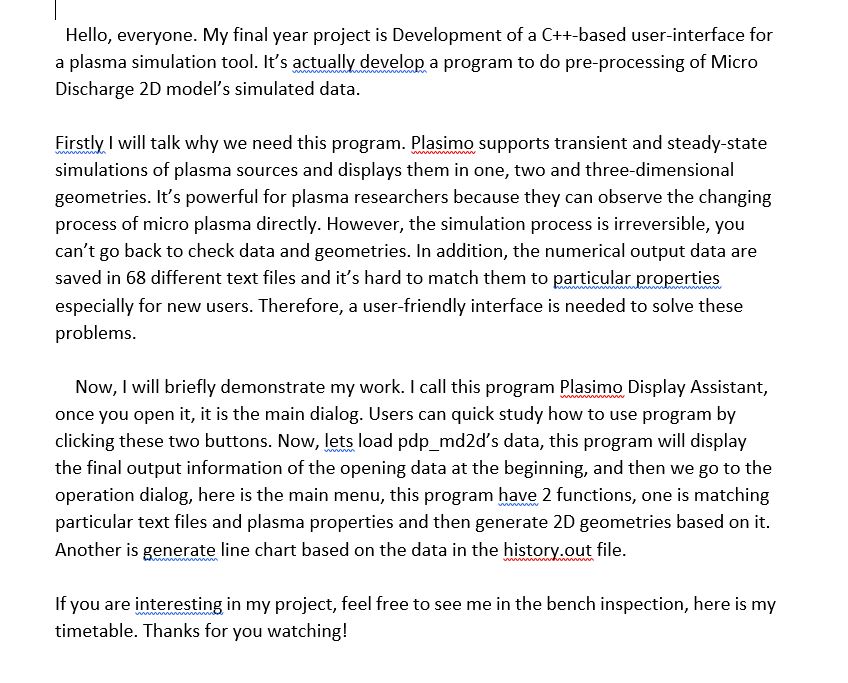 Hello, everyone. My final year project is Development of a C++-based user-interface for
a plasma simulation tool. It’s actually develop a program to do pre-processing of Micro
Discharge 2D model’s simulated data.
Firstly I will talk why we need this program. Plasimo supports transient and steady-state
simulations of plasma sources and displays them in one, two and three-dimensional
geometries. It’s powerful for plasma researchers because they can observe the changing
process of micro plasma directly. However, the simulation process is irreversible, you
can’t go back to check data and geometries. In addition, the numerical output data are
saved in 68 different text files and it’s hard to match them to particular properties
especially for new users. Therefore, a user-friendly interface is needed to solve these
problems.
Now, I will briefly demonstrate my work. I call this program Plasimo Display Assistant,
once you open it, it is the main dialog. Users can quick study how to use program by
clicking these two buttons. Now, lets load pdp_md2d’s data, this program will display
the final output information of the opening data at the beginning, and then we go to the
operation dialog, here is the main menu, this program have 2 functions, one is matching
particular text files and plasma properties and then generate 2D geometries based on it.
Another is generate line chart based on the data in the history.out file.
If you are interesting in my project, feel free to see me in the bench inspection, here is my
timetable. Thanks for you watching!